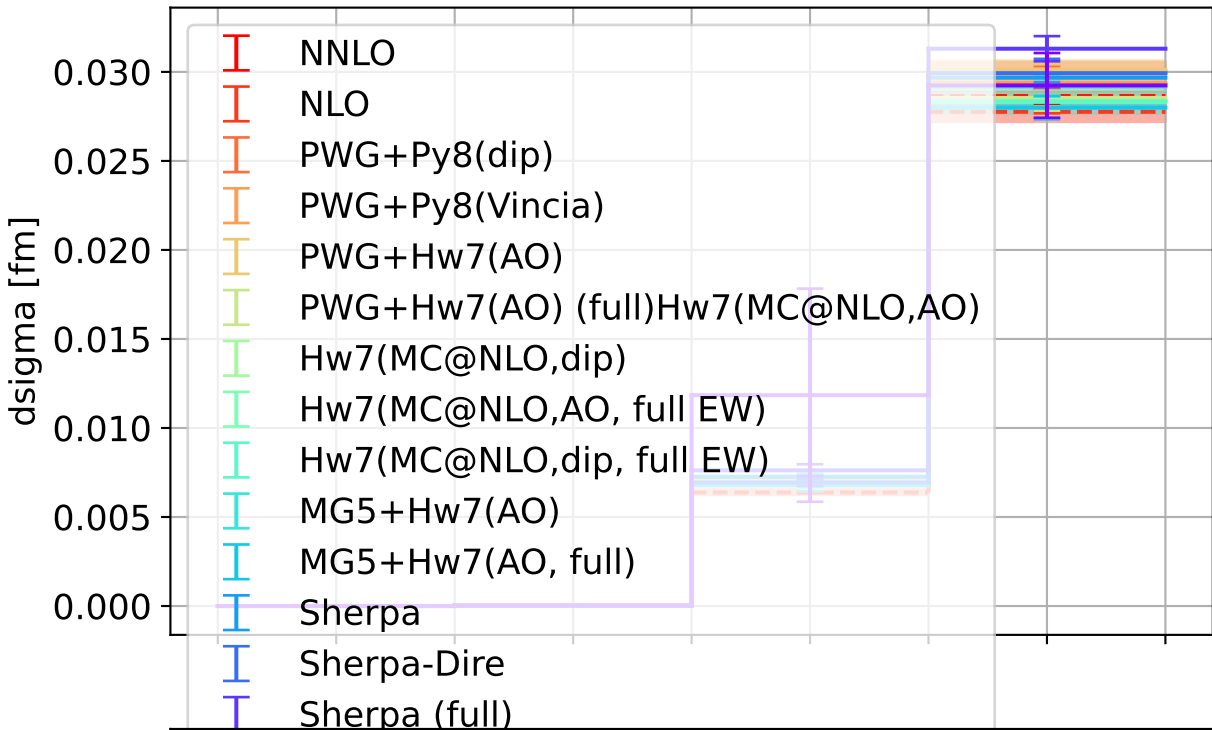 0.030
0.025
0.020
0.015
0.010
0.005
0.000
dsigma [fm]
NNLO
NLO
PWG+Py8(dip)
PWG+Py8(Vincia)
PWG+Hw7(AO)
PWG+Hw7(AO) (full)Hw7(MC@NLO,AO)
Hw7(MC@NLO,dip)
Hw7(MC@NLO,AO, full EW)
Hw7(MC@NLO,dip, full EW)
MG5+Hw7(AO)
MG5+Hw7(AO, full)
Sherpa
Sherpa-Dire
Sherpa (full)